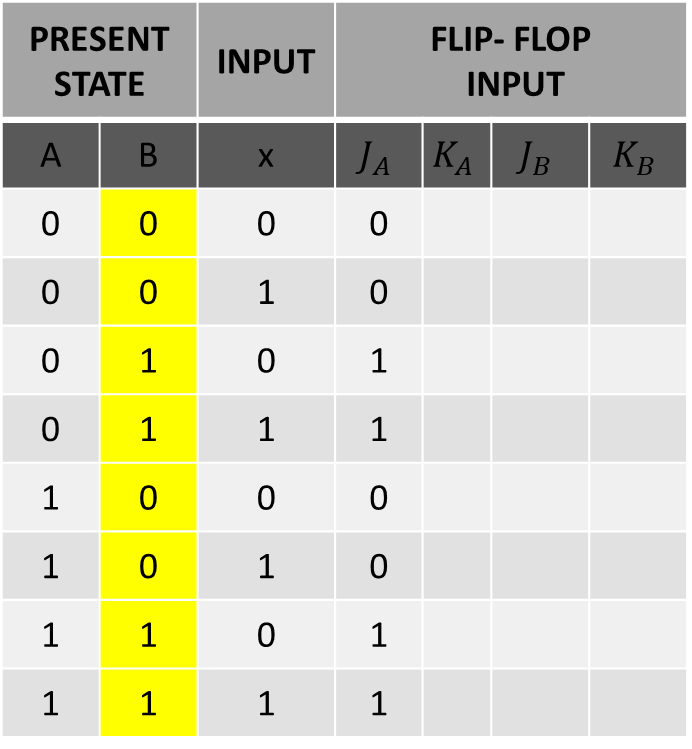 PRESENT STATE INPUT FLIP- FLOP INPUT
A B x J_A K_A J_B K_B
0 0 0 0
0 0 1 0
0 1 0 1
0 1 1 1
1 0 0 0
1 0 1 0
1 1 0 1
1 1 1 1